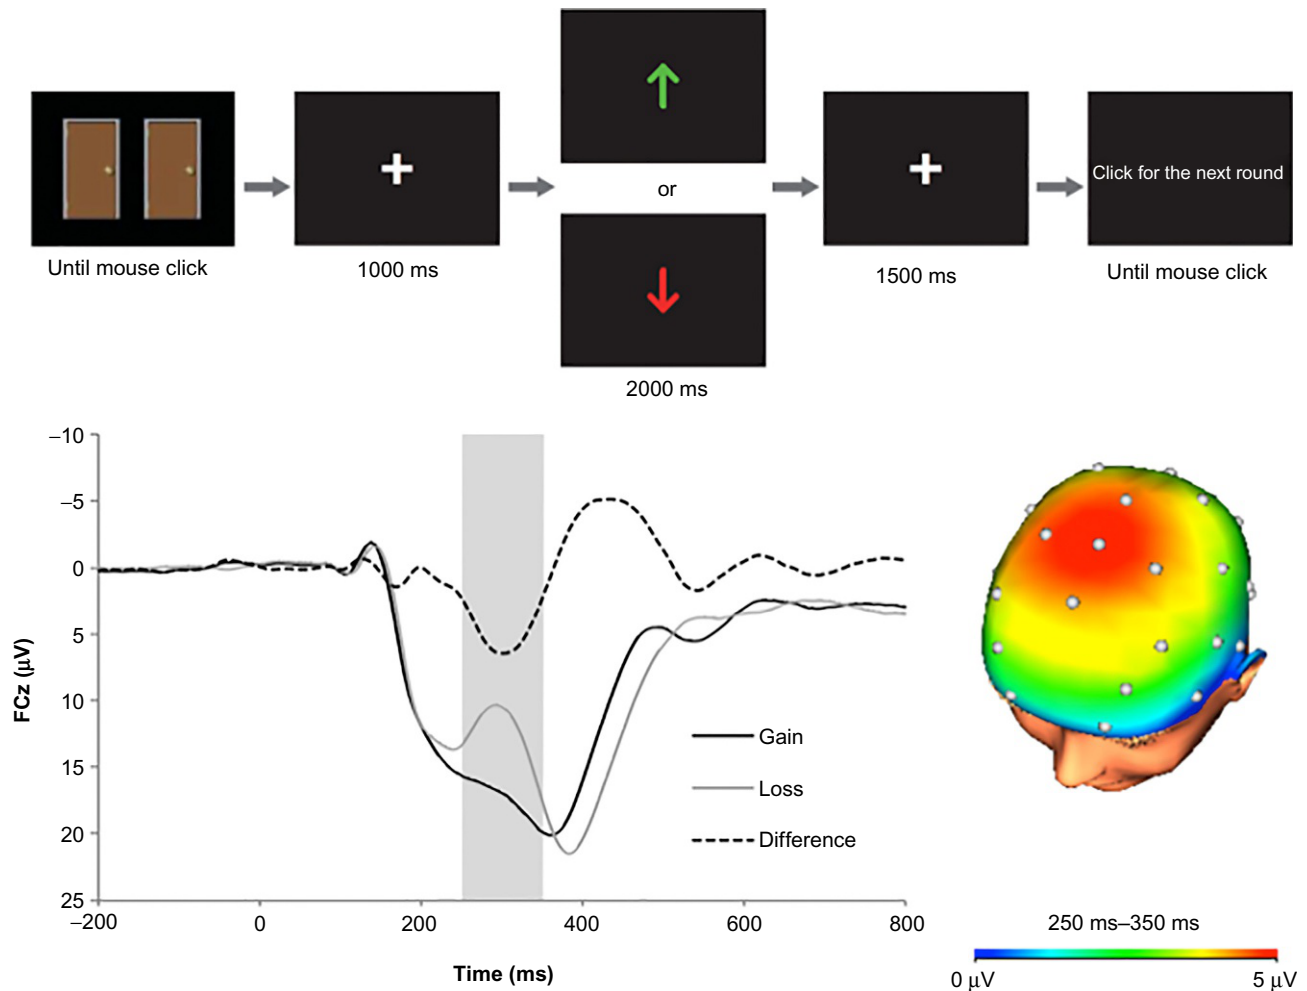 or
Click for the next round
Until mouse click
1000 ms
2000 ms
1500 ms
Until mouse click
–10
–5
0
5
10
15
20
25
FCz (µV)
–200
0
200
400
600
800
Time (ms)
Gain
Loss
Difference
250 ms–350 ms
0 µV
5 µV